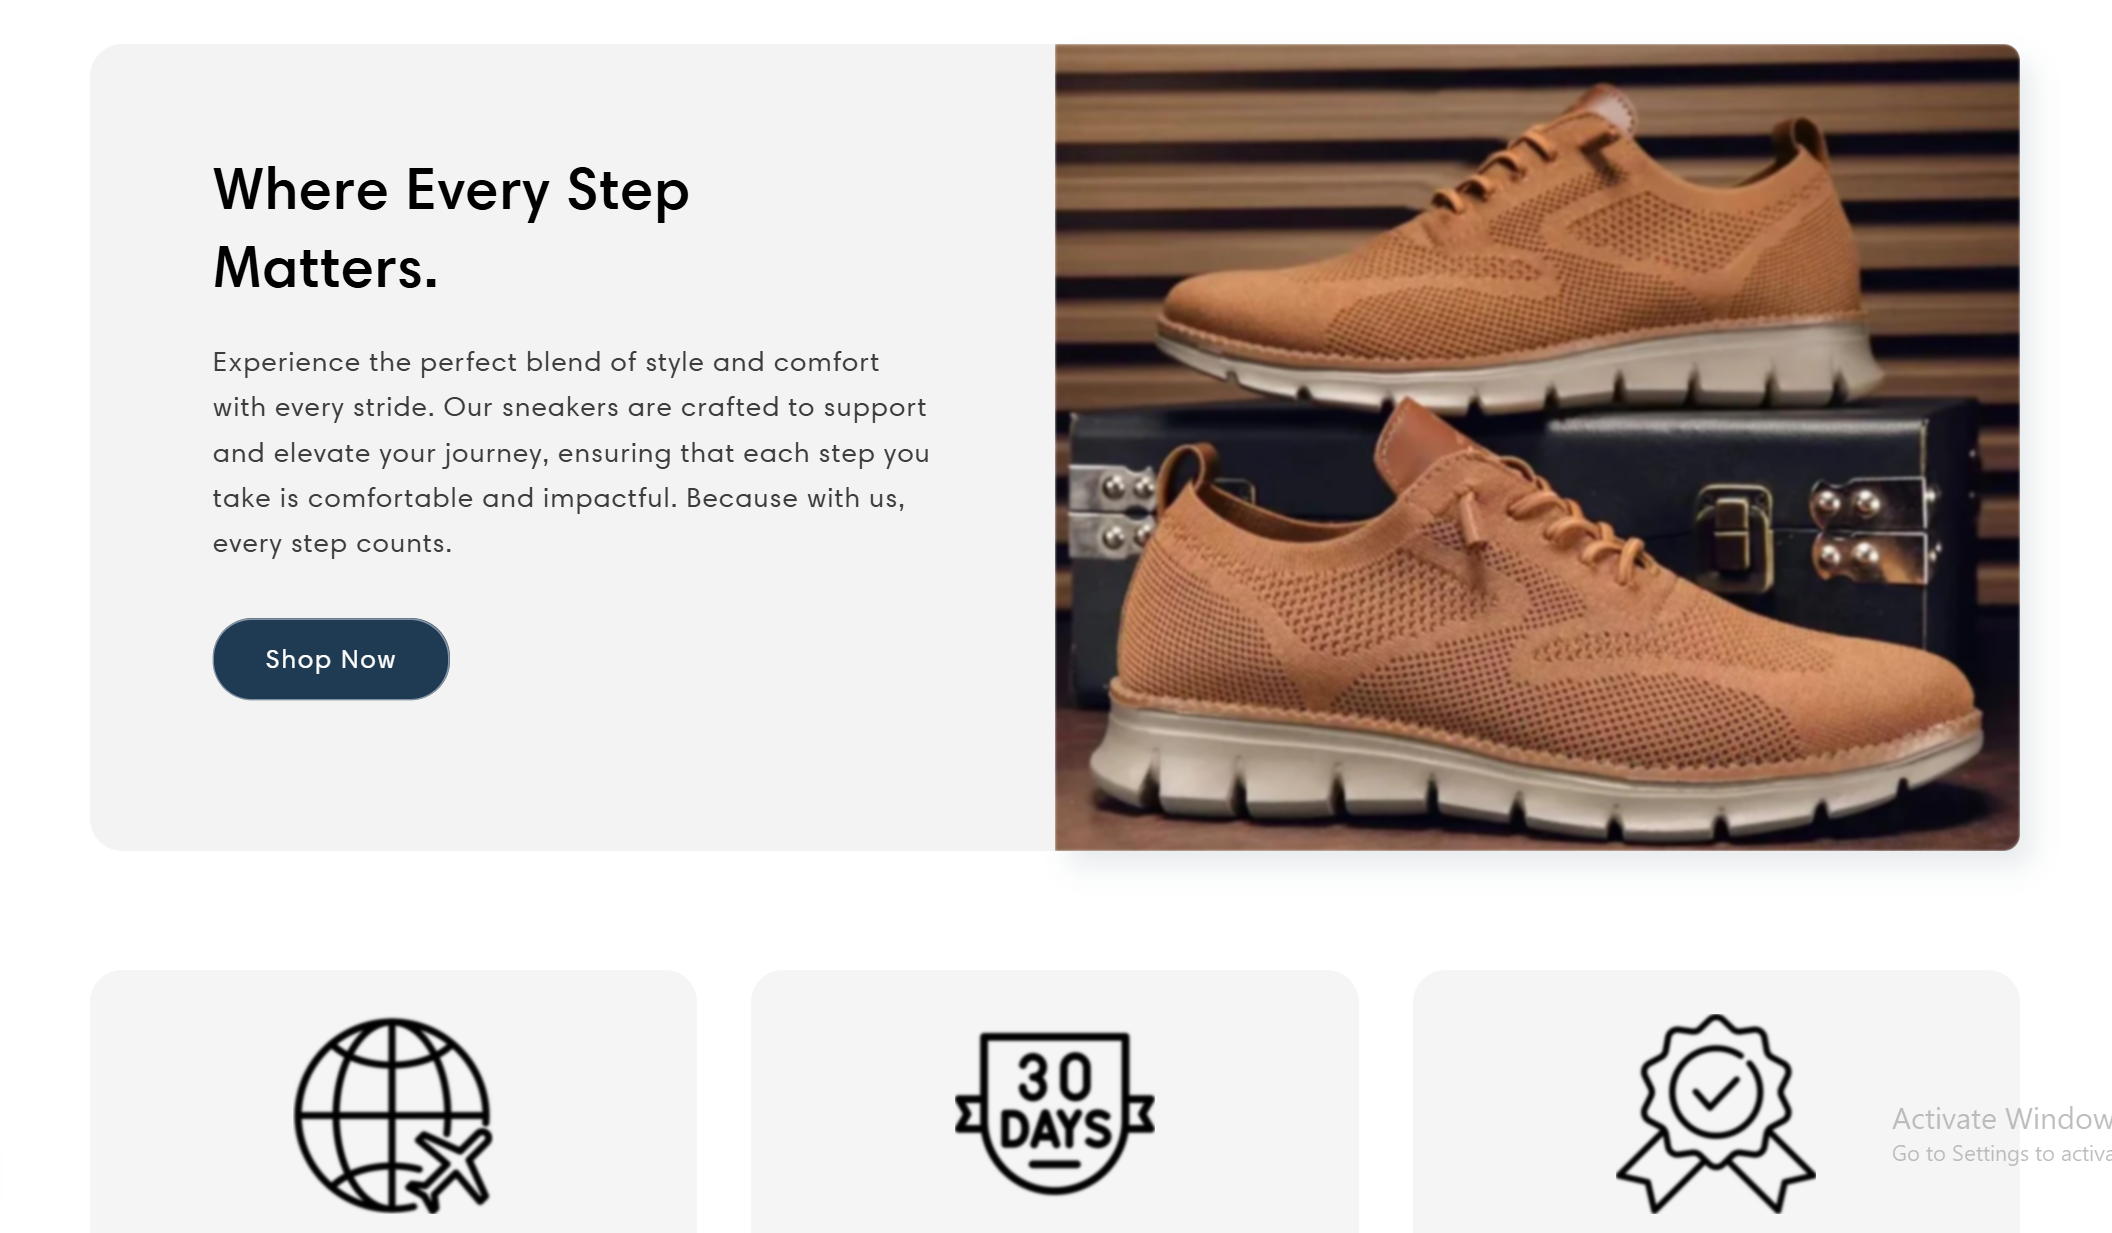 Where Every Step
Matters.
Experience the perfect blend of style and comfort
with every stride. Our sneakers are crafted to support
and elevate your journey, ensuring that each step you
take is comfortable and impactful. Because with us,
every step counts.
Shop Now
30
DAYS
Activate Window
Go to Settings to activa